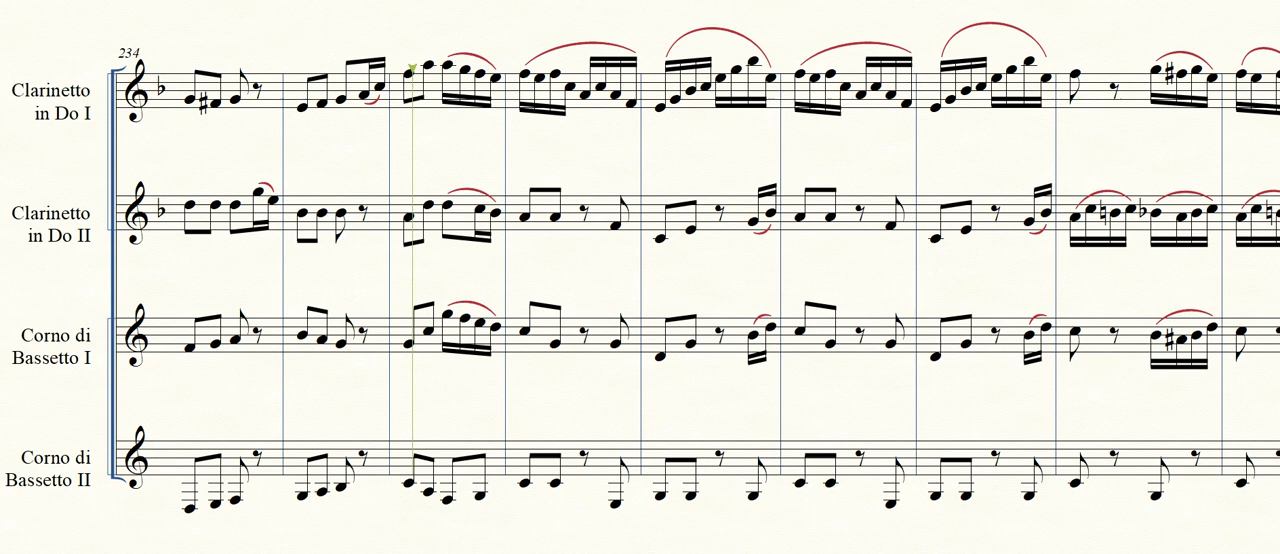 234
Clarinetto
in Do I
Clarinetto
in Do II
Corno di
Bassetto I
Corno di
Bassetto II